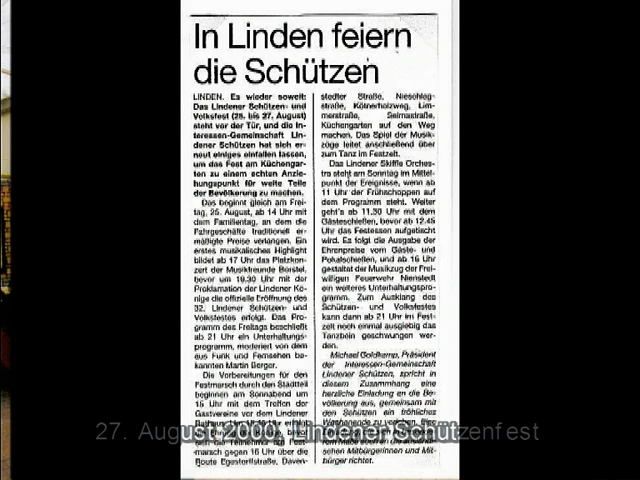 In Linden feiern
die Schützen
LINDEN. Es wieder soweit:
Das Lindener Schützen- und
Volksfest (25. bis 27. August)
steht vor der Tür, und die In-
teressen-Gemeinschaft Lin-
dener Schützen hat sich er-
neut einiges einfallen lassen,
um das Fest am Küchengar-
ten zu einem echten Anzie-
hungspunkt für weite Teile
der Bevölkerung zu machen.
Das beginnt gleich am Frei-
tag, 25. August, ab 14 Uhr mit
dem Familientag, an dem die
Fahrgeschäfte traditionell er-
mäßigte Preise verlangen. Ein
erstes musikalisches Highlight
bildet ab 17 Uhr das Platzkon-
zert der Musikfreunde Borstel,
bevor um 19.30 Uhr mit der
Proklamation der Lindener Kö-
nige die offizielle Eröffnung des
32. Lindener Schützen- und
Volksfestes erfolgt. Das Pro-
gramm des Freitags beschließt
ab 21 Uhr ein Unterhaltungs-
programm, moderiert von dem
aus Funk und Fernsehen be-
kannten Martin Berger.
Die Vorbereitungen für den
Festmarsch durch den Stadtteil
beginnen am Sonnabend um
15 Uhr mit dem Treffen der
Gastvereine vor dem Lindener
marsch gegen 16 Uhr über die
Route Egestorffstraße, Daven-
stedter Straße, Nieschlag-
straße, Kötnerholzweg, Lim-
merstraße, Selmastraße,
Küchengarten auf den Weg
machen. Das Spiel der Musik-
züge leitet anschließend über
zum Tanz im Festzelt.
Das Lindener Skiffle Orches-
tra steht am Sonntag im Mittel-
punkt der Ereignisse, wenn ab
11 Uhr der Frühschoppen auf
dem Programm steht. Weiter
geht's ab 11.30 Uhr mit dem
Gästeschießen, bevor ab 12.45
Uhr das Festessen aufgetischt
wird. Es folgt die Ausgabe der
Ehrenpreise vom Gäste- und
Pokalschießen, und ab 16 Uhr
gestaltet der Musikzug der Frei-
willigen Feuerwehr Nienstedt
ein weiteres Unterhaltungspro-
gramm. Zum Ausklang des
Schützen- und Volksfestes
kann dann ab 21 Uhr im Fest-
zelt noch einmal ausgiebig das
Tanzbein geschwungen wer-
den.
Michael Goldkamp, Präsident
der Interessen-Gemeinschaft
Lindener Schützen, spricht in
diesem Zusammhang eine
herzliche Einladung an die Be-
völkerung aus, gemeinsam mit
den Schützen ein fröhliches
Wochenende zu
sehen Mitbürgerinnen und Mit-
bürger richtet.
27. August 2000, Lindener Schützenfest